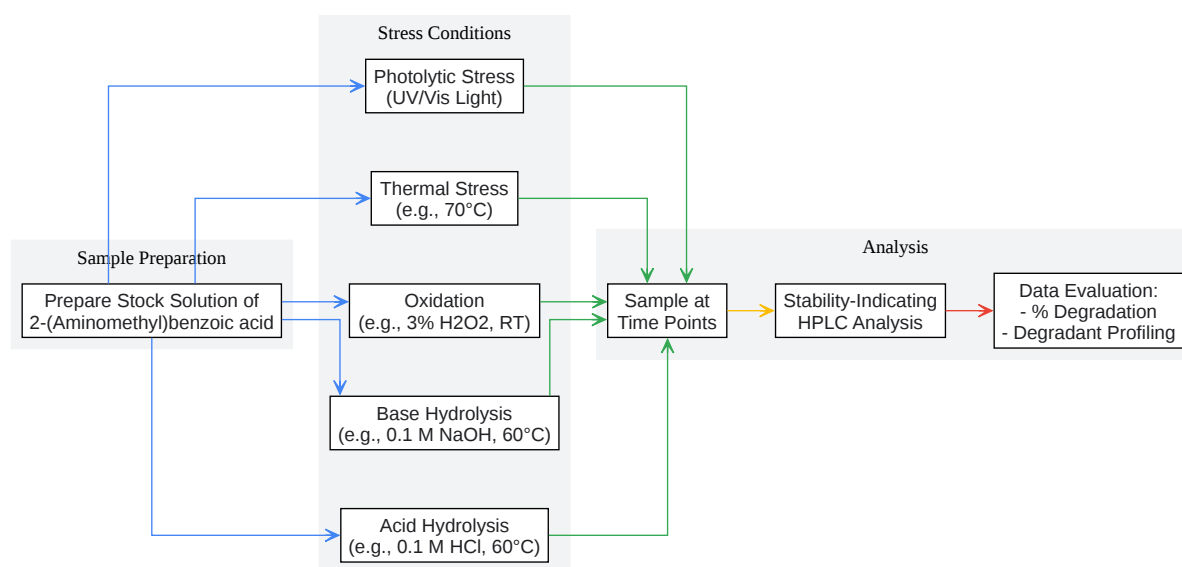 Stress Conditions
Photolytic Stress
(UV/Vis Light)
Thermal Stress
(e.g., 70°C)
Sample Preparation
Prepare Stock Solution of
2-(Aminomethyl)benzoic acid
Oxidation
(e.g., 3% H2O2, RT)
Base Hydrolysis
(e.g., 0.1 M NaOH, 60°C)
Acid Hydrolysis
(e.g., 0.1 M HCl, 60°C)
Analysis
Sample at
Time Points
Stability-Indicating
HPLC Analysis
Data Evaluation:
- % Degradation
- Degradant Profiling